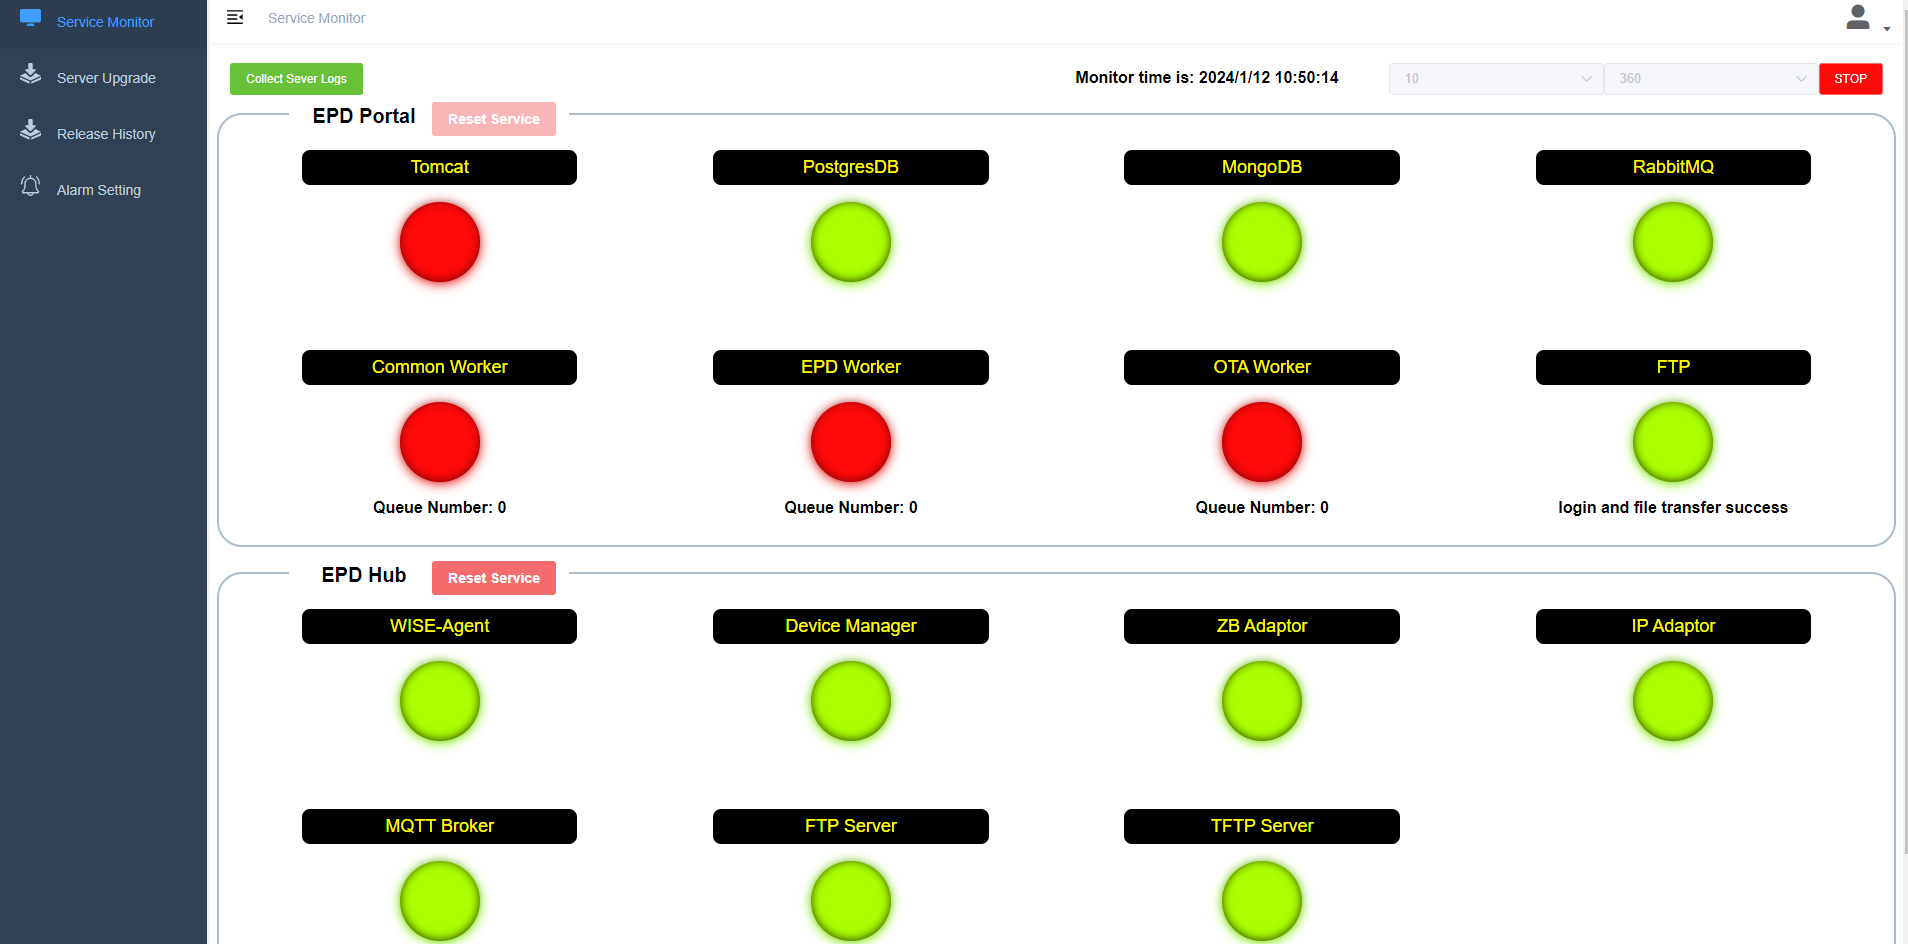 Service Monitor
Server Upgrade
Release History
Alarm Setting
Service Monitor
Collect Sever Logs
Monitor time is: 2024/1/12 10:50:14
10
360
STOP
EPD Portal
Reset Service
Tomcat
PostgresDB
MongoDB
RabbitMQ
Common Worker
EPD Worker
OTA Worker
FTP
Queue Number: 0
Queue Number: 0
Queue Number: 0
login and file transfer success
EPD Hub
Reset Service
WISE-Agent
Device Manager
ZB Adaptor
IP Adaptor
MQTT Broker
FTP Server
TFTP Server